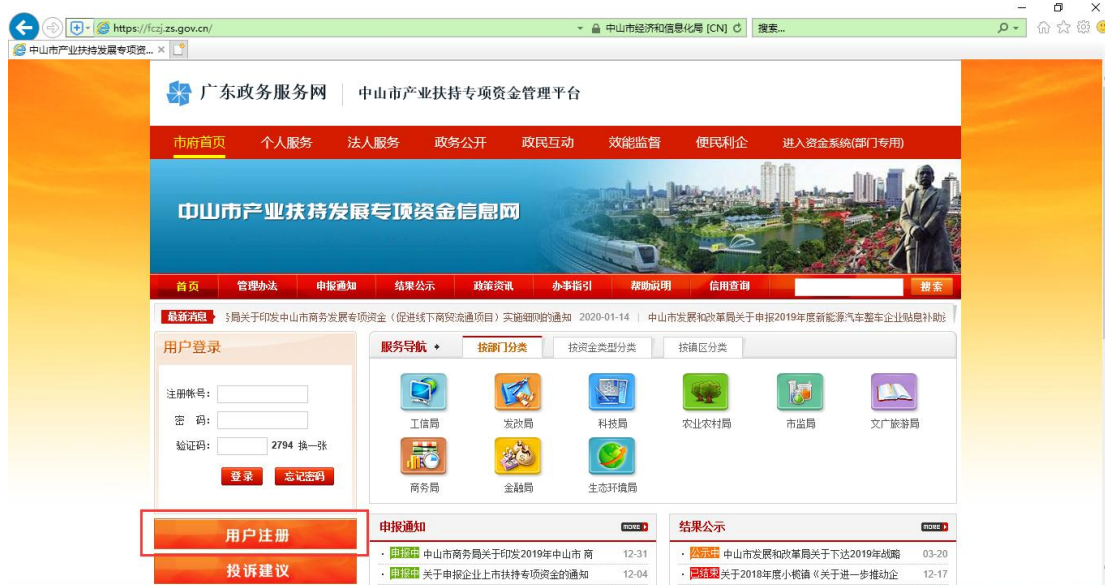 https://fczj.zs.gov.cn/
中山市经济和信息化局 [CN]
搜索...
中山市产业扶持发展专项资...
广东政务服务网
中山市产业扶持专项资金管理平台
市府首页 个人服务 法人服务 政务公开 政民互动 效能监督 便民利企 进入资金系统(部门专用)
中山市产业扶持发展专项资金信息网
首页 管理办法 申报通知 结果公示 政策资讯 办事指引 帮助说明 信用查询 搜索
最新消息 局关于印发中山市商务发展专项资金（促进线下商贸流通项目）实施细则的通知 2020-01-14 | 中山市发展和改革局关于申报2019年度新能源汽车整车企业贴息补助
用户登录
注册帐号：
密 码：
验证码： 2794 换一张
登录 忘记密码
用户注册
投诉建议
服务导航 按部门分类 按资金类型分类 按镇区分类
工信局 发改局 科技局 农业农村局 市监局 文广旅游局
商务局 金融局 生态环境局
申报通知 MORE
· 申报中 中山市商务局关于印发2019年中山市 商 12-31
· 申报中 关于申报企业上市扶持专项资金的通知 12-04
结果公示 MORE
· 公示中 中山市发展和改革局关于下达2019年战略 03-20
· 已结束 关于2018年度小榄镇《关于进一步推动企 12-17